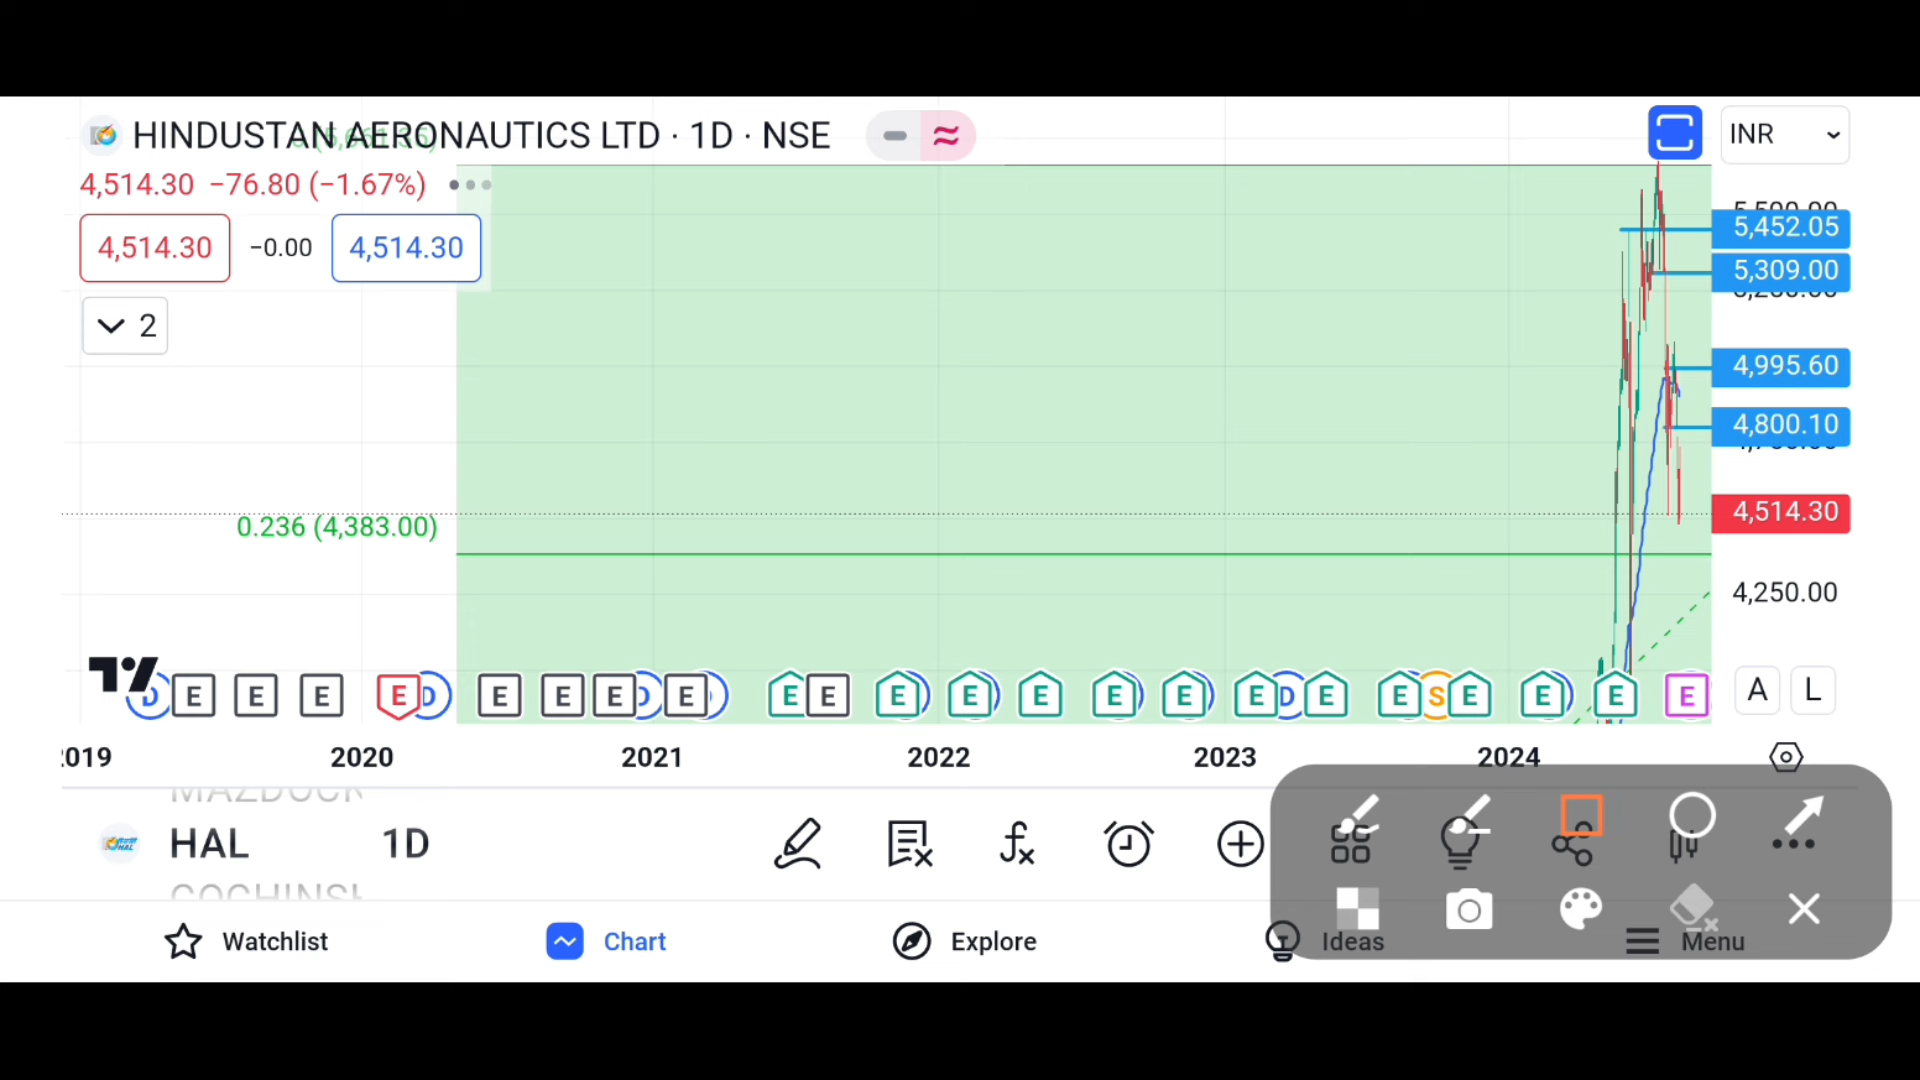 HINDUSTAN AERONAUTICS LTD · 1D · NSE
INR
4,514.30 −76.80 (−1.67%)
4,514.30 −0.00 4,514.30
2
5,452.05
5,309.00
4,995.60
4,800.10
4,514.30
0.236 (4,383.00)
4,250.00
D E E E E D E E E D E E E E E E E E E D E E S E E E E
A L
2019 2020 2021 2022 2023 2024
HAL 1D
Watchlist Chart Explore Ideas Menu